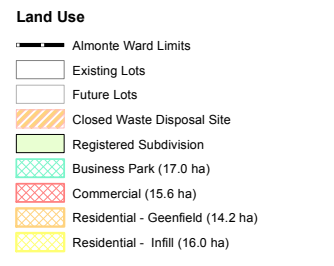 Land Use
Almonte Ward Limits
Existing Lots
Future Lots
Closed Waste Disposal Site
Registered Subdivision
Business Park (17.0 ha)
Commercial (15.6 ha)
Residential - Geenfield (14.2 ha)
Residential -  Infill (16.0 ha)